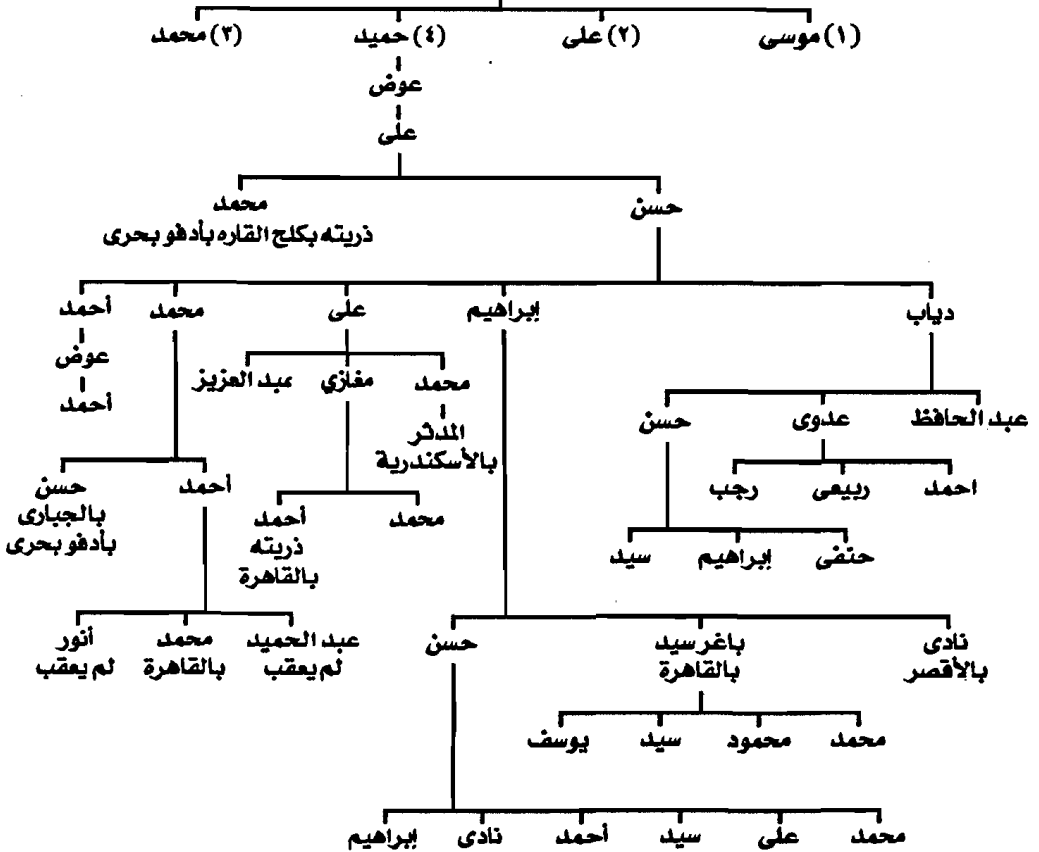 (١) موسى (٢) على (٤) حميد (٣) محمد
عوض
على
حسن محمد
ذريته بكلح القاره بأدفو بحرى
دياب إبراهيم على محمد أحمد
عوض
أحمد
محمد مغازي عبد العزيز
المدثر
بالأسكندرية
عبد الحافظ عدوى حسن
احمد ربيعى رجب
أحمد حسن
بالجبارى
بأدفو بحرى
محمد أحمد
ذريته
بالقاهرة
حنفى إبراهيم سيد
عبد الحميد محمد أنور
لم يعقب بالقاهرة لم يعقب
نادى باغر سيد حسن
بالأقصر بالقاهرة
محمد محمود سيد يوسف
محمد على سيد أحمد نادى إبراهيم